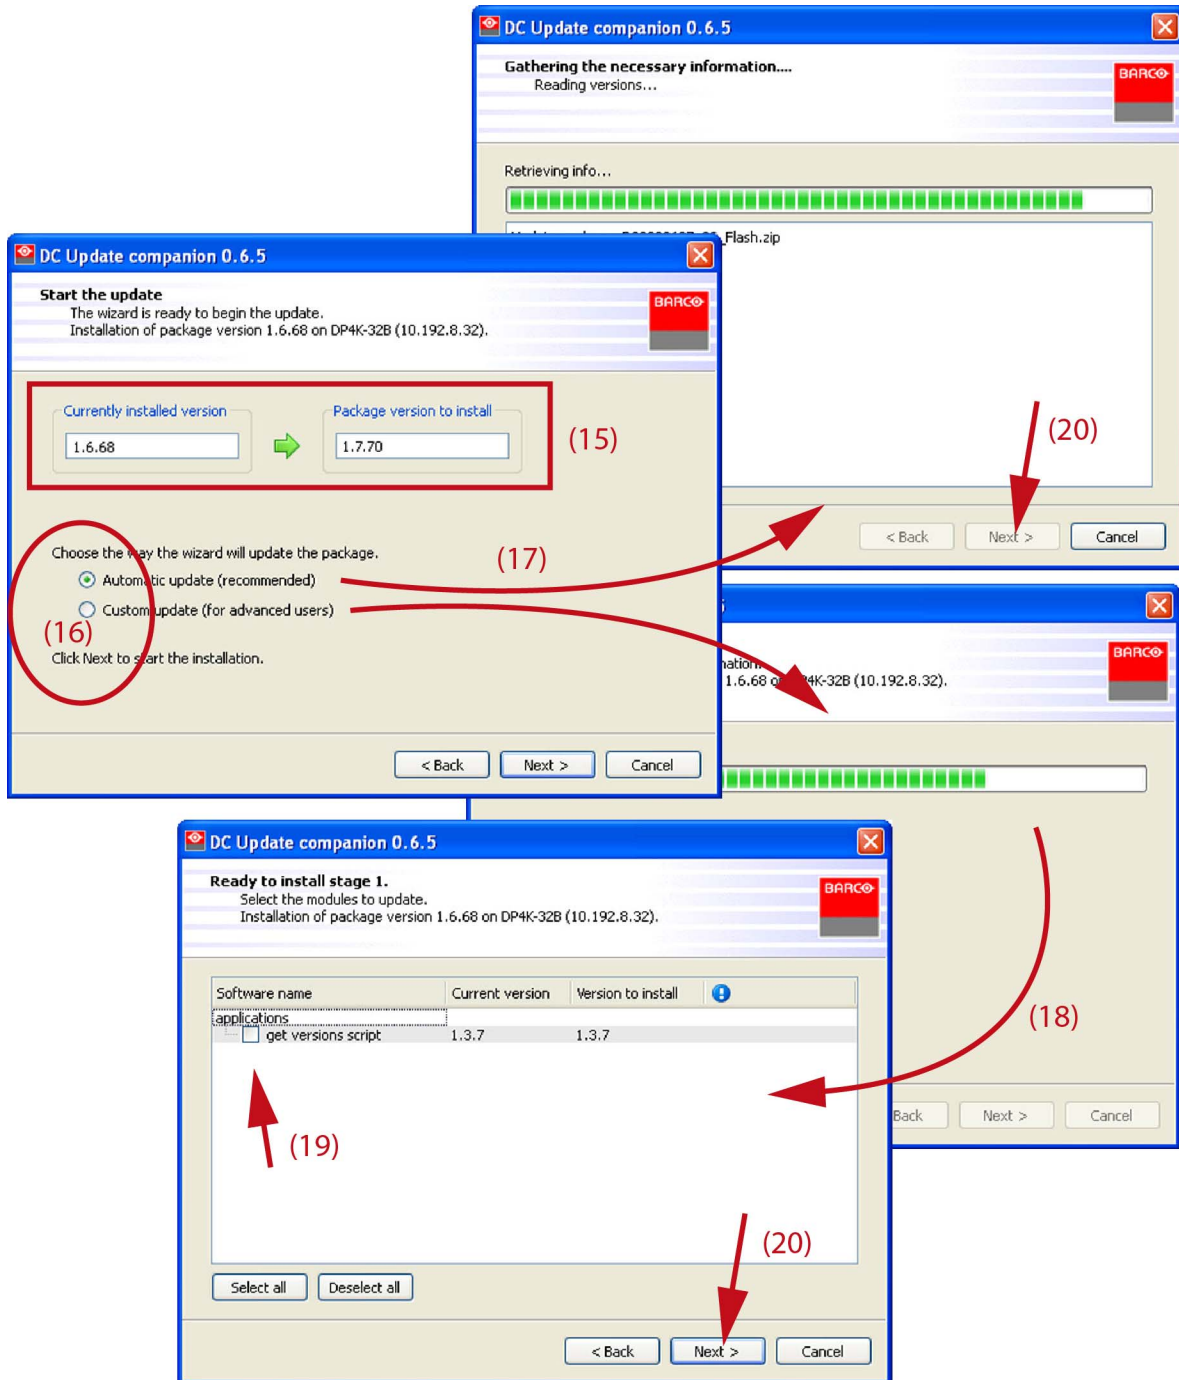 DC Update companion 0.6.5
Gathering the necessary information....
Reading versions...
BARCO
Retrieving info...
_Flash.zip
(20)
< Back
Next >
Cancel
DC Update companion 0.6.5
Start the update
The wizard is ready to begin the update.
Installation of package version 1.6.68 on DP4K-32B (10.192.8.32).
BARCO
Currently installed version
Package version to install
1.6.68
1.7.70
(15)
Choose the way the wizard will update the package.
Automatic update (recommended)
Custom update (for advanced users)
(16)
(17)
Click Next to start the installation.
< Back
Next >
Cancel
1.6.68 on DP4K-32B (10.192.8.32).
BARCO
(18)
Back
Next >
Cancel
DC Update companion 0.6.5
Ready to install stage 1.
Select the modules to update.
Installation of package version 1.6.68 on DP4K-32B (10.192.8.32).
BARCO
Software name
Current version
Version to install
applications
get versions script
1.3.7
1.3.7
(19)
(20)
Select all
Deselect all
< Back
Next >
Cancel